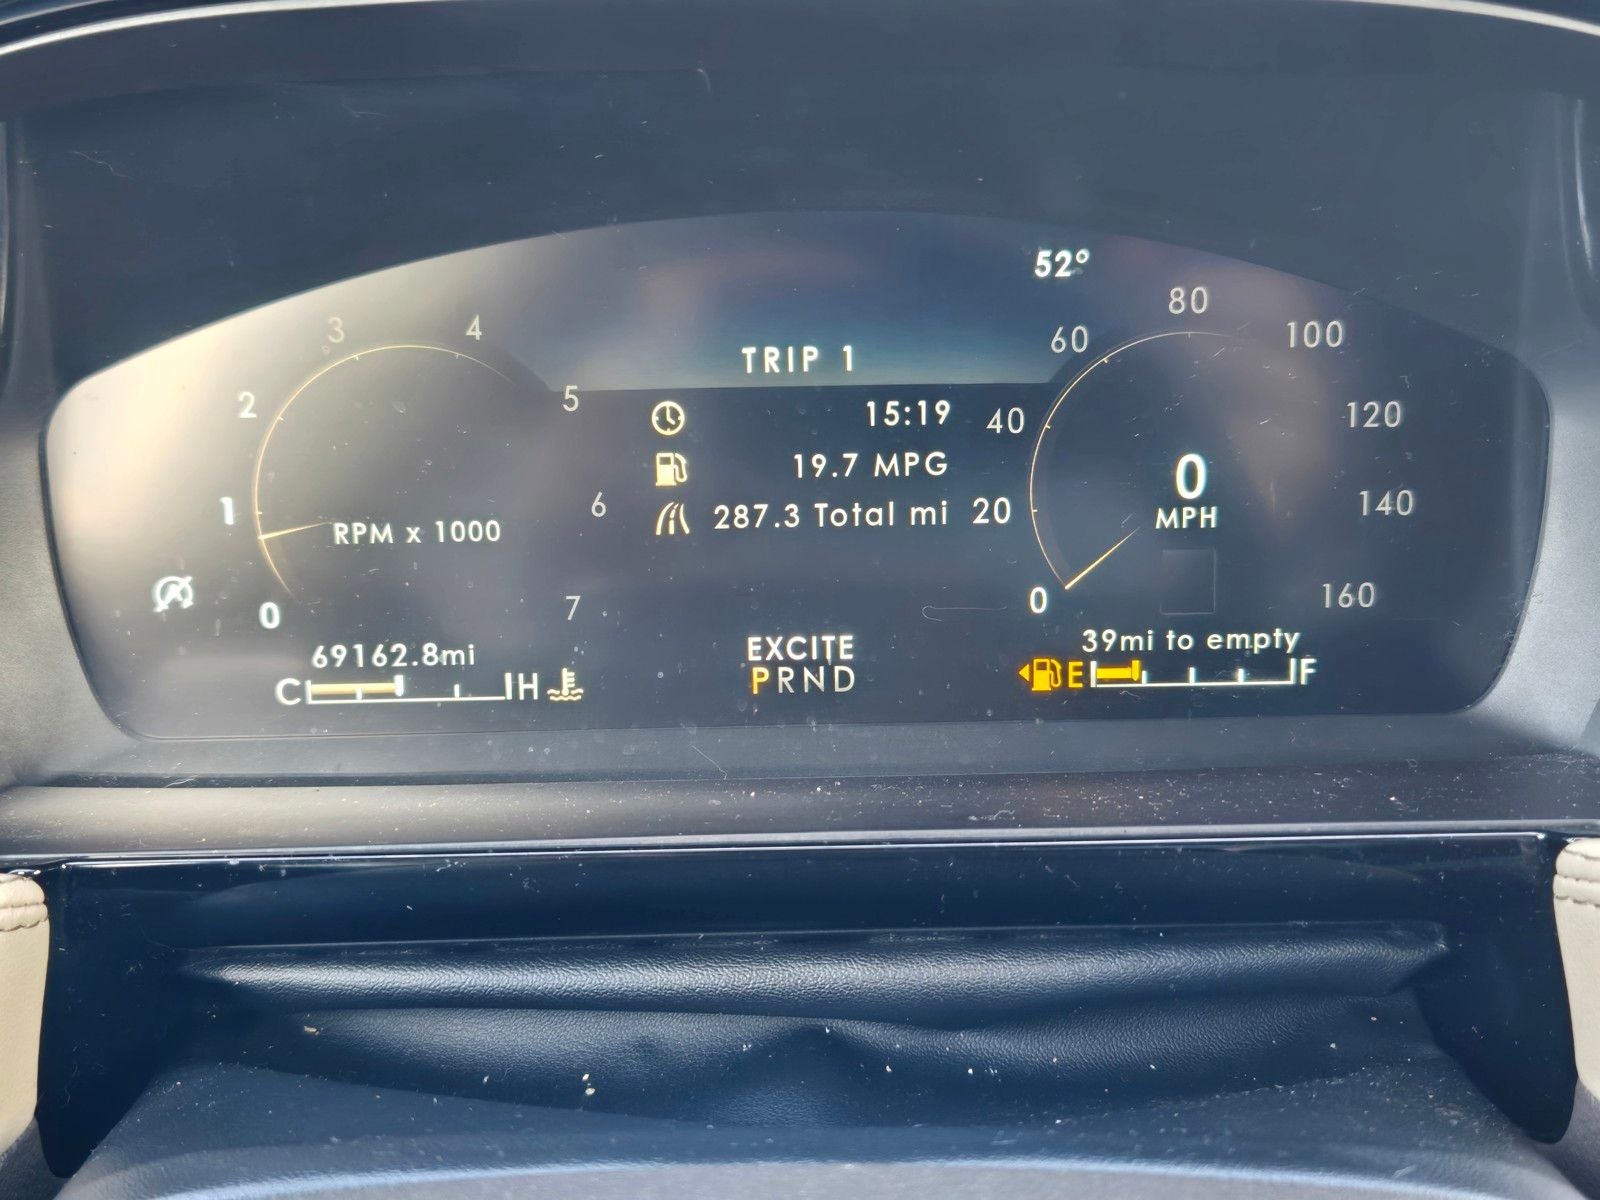 52°
TRIP 1
15:19
19.7 MPG
287.3 Total mi
0
1
2
3
4
5
6
7
RPM x 1000
0
20
40
60
80
100
120
140
160
0
MPH
69162.8mi
C H
EXCITE
PRND
39mi to empty
E F